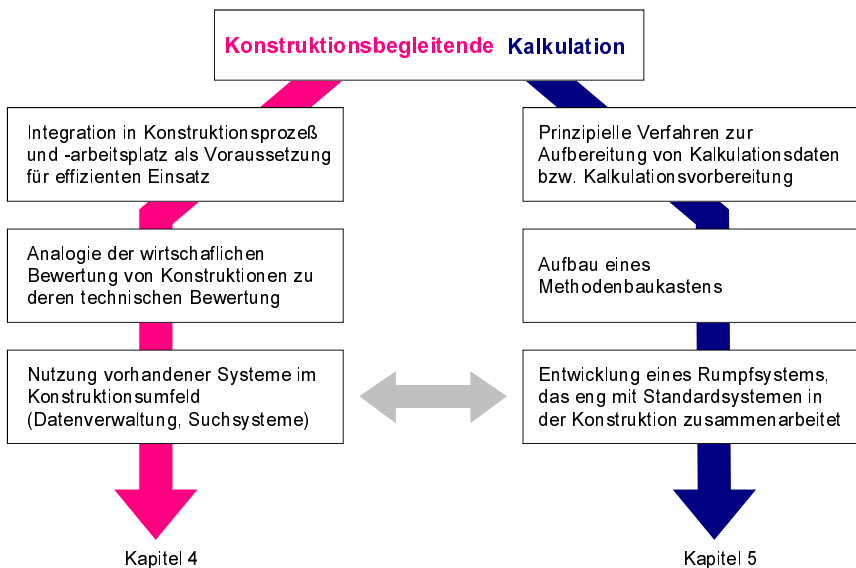 Konstruktionsbegleitende Kalkulation
Integration in Konstruktionsprozeß
und -arbeitsplatz als Voraussetzung
für effizienten Einsatz
Analogie der wirtschaflichen
Bewertung von Konstruktionen zu
deren technischen Bewertung
Nutzung vorhandener Systeme im
Konstruktionsumfeld
(Datenverwaltung, Suchsysteme)
Kapitel 4
Prinzipielle Verfahren zur
Aufbereitung von Kalkulationsdaten
bzw. Kalkulationsvorbereitung
Aufbau eines
Methodenbaukastens
Entwicklung eines Rumpfsystems,
das eng mit Standardsystemen in
der Konstruktion zusammenarbeitet
Kapitel 5